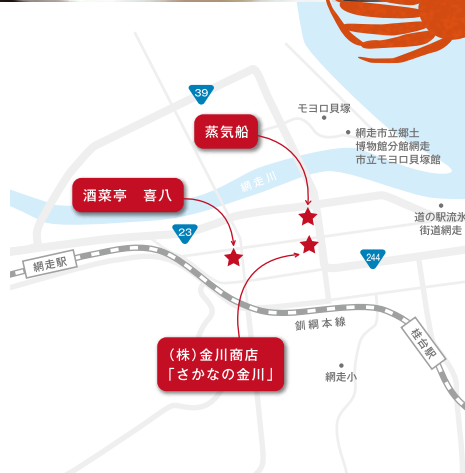 39
モヨロ貝塚
蒸気船
網走市立郷土
博物館分館網走
市立モヨロ貝塚館
網走川
酒菜亭　喜八
道の駅流氷
街道網走
23
244
網走駅
釧網本線
桂台駅
（株）金川商店
「さかなの金川」
網走小